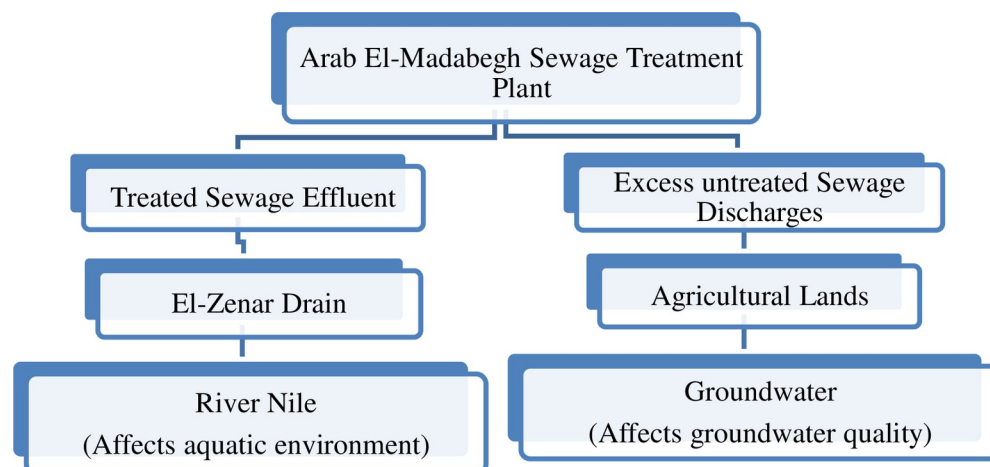 Arab El-Madabegh Sewage Treatment
Plant
Treated Sewage Effluent
Excess untreated Sewage
Discharges
El-Zenar Drain
Agricultural Lands
River Nile
(Affects aquatic environment)
Groundwater
(Affects groundwater quality)